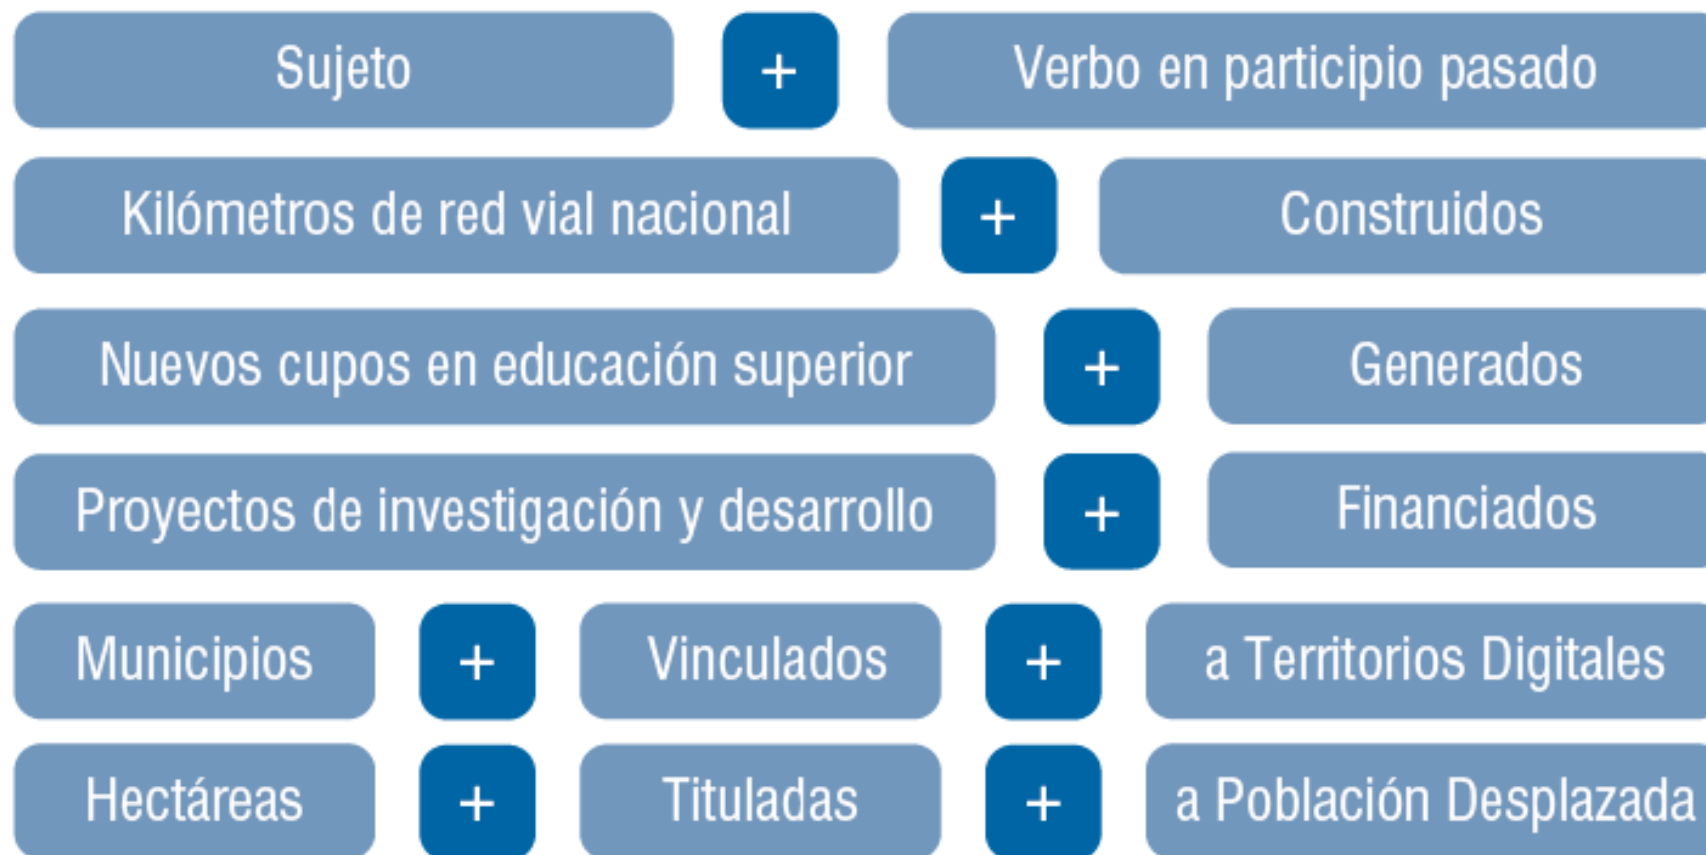 Sujeto + Verbo en participio pasado
Kilómetros de red vial nacional + Construidos
Nuevos cupos en educación superior + Generados
Proyectos de investigación y desarrollo + Financiados
Municipios + Vinculados + a Territorios Digitales
Hectáreas + Tituladas + a Población Desplazada